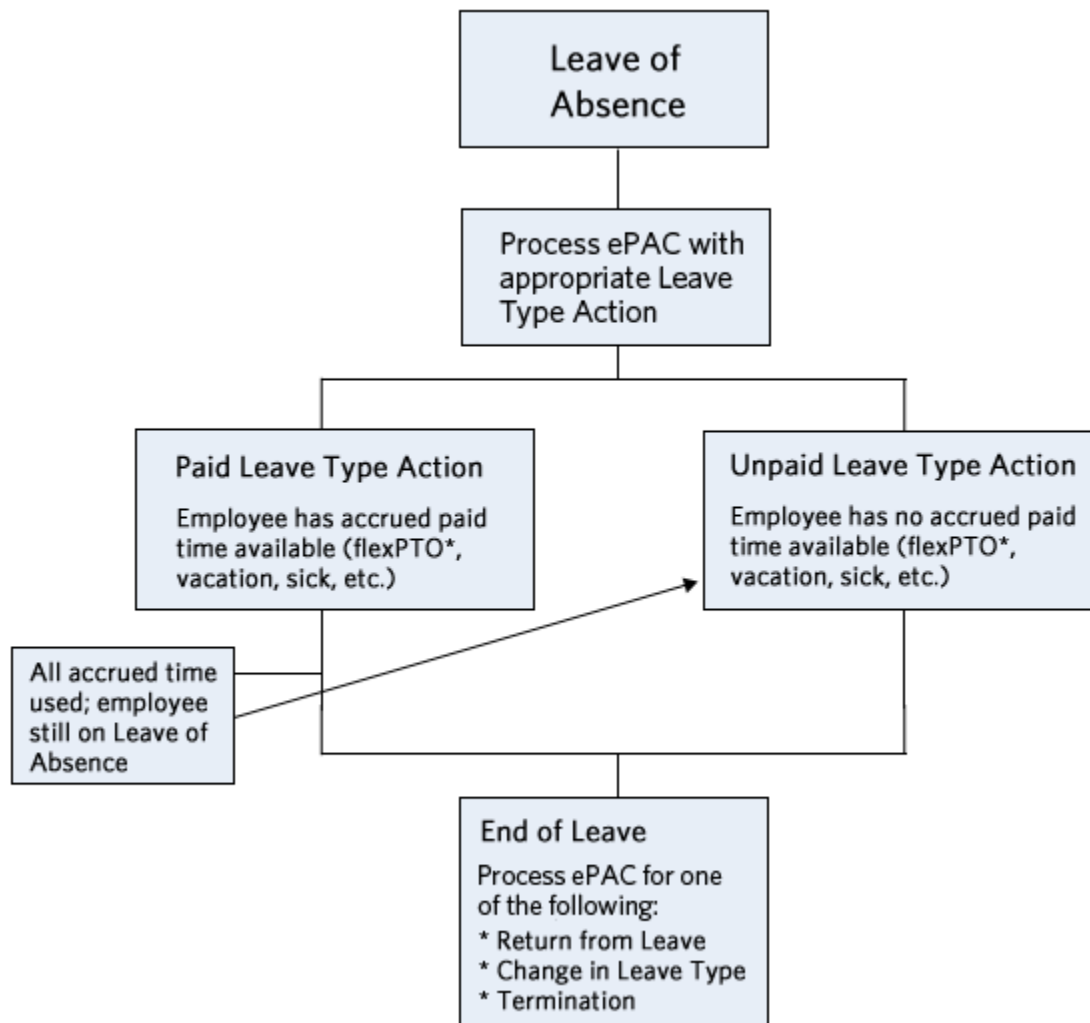 Leave of
Absence
Process ePAC with
appropriate Leave
Type Action
Paid Leave Type Action
Employee has accrued paid
time available (flexPTO*,
vacation, sick, etc.)
Unpaid Leave Type Action
Employee has no accrued paid
time available (flexPTO*,
vacation, sick, etc.)
All accrued time
used; employee
still on Leave of
Absence
End of Leave
Process ePAC for one
of the following:
* Return from Leave
* Change in Leave Type
* Termination